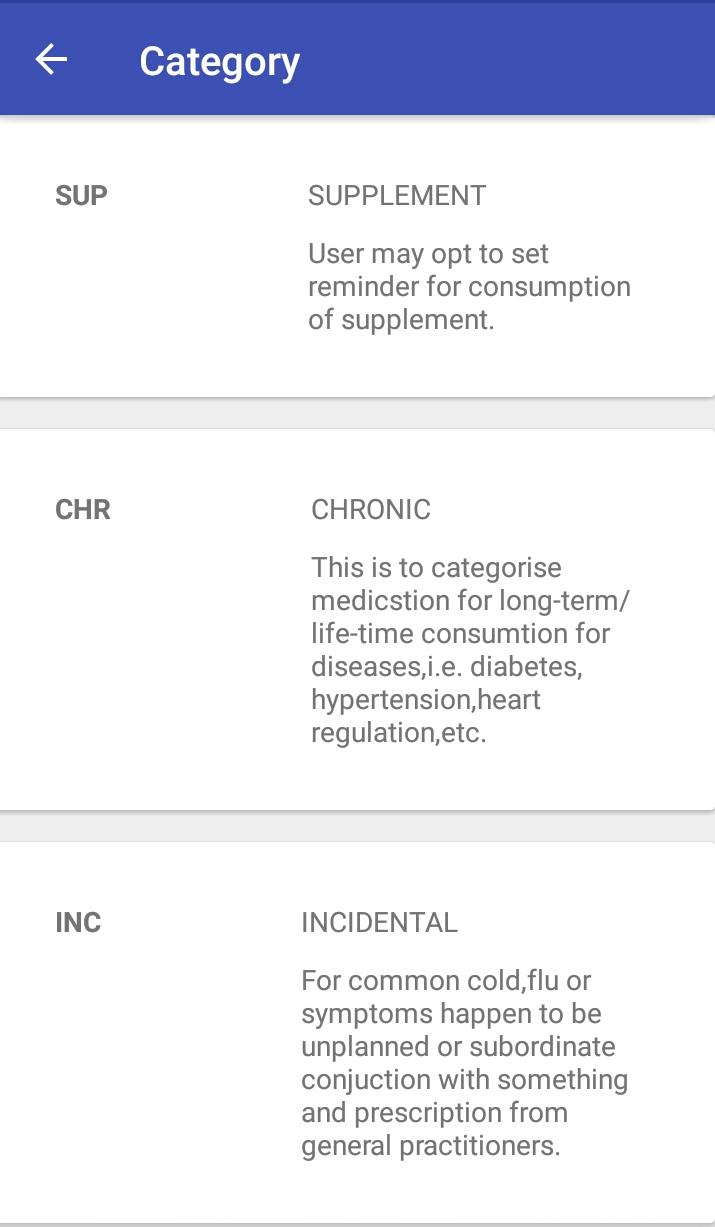 Category
SUP
SUPPLEMENT
User may opt to set
reminder for consumption
of supplement.
CHR
CHRONIC
This is to categorise
medicstion for long-term/
life-time consumtion for
diseases,i.e. diabetes,
hypertension,heart
regulation,etc.
INC
INCIDENTAL
For common cold,flu or
symptoms happen to be
unplanned or subordinate
conjuction with something
and prescription from
general practitioners.